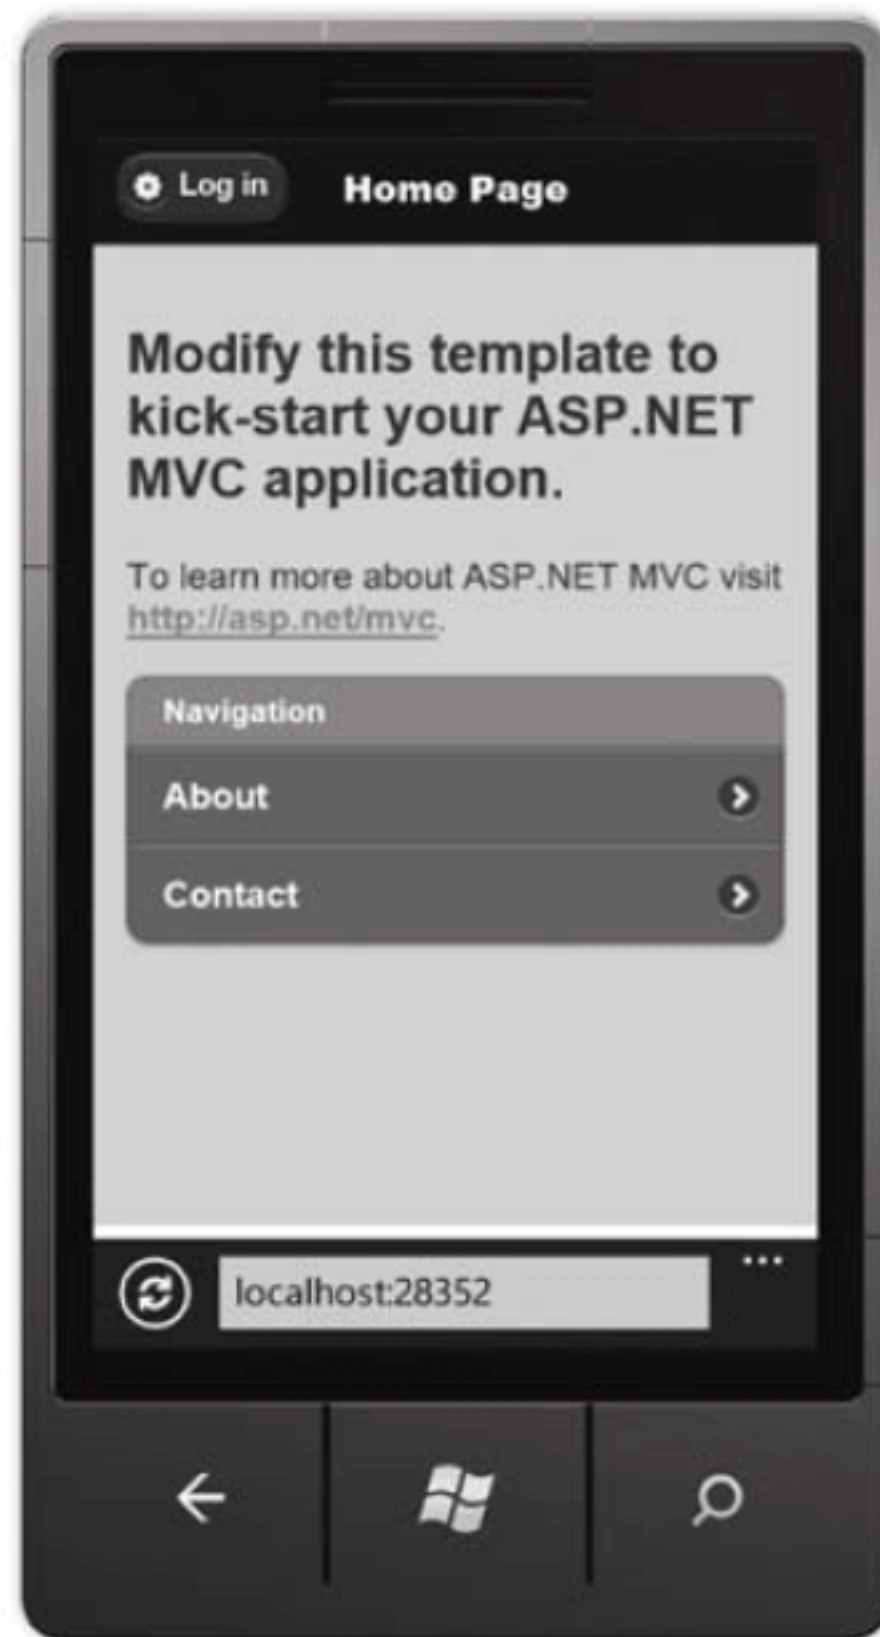 Log in
Home Page
Modify this template to
kick-start your ASP.NET
MVC application.
To learn more about ASP.NET MVC visit
http://asp.net/mvc.
Navigation
About
Contact
localhost:28352